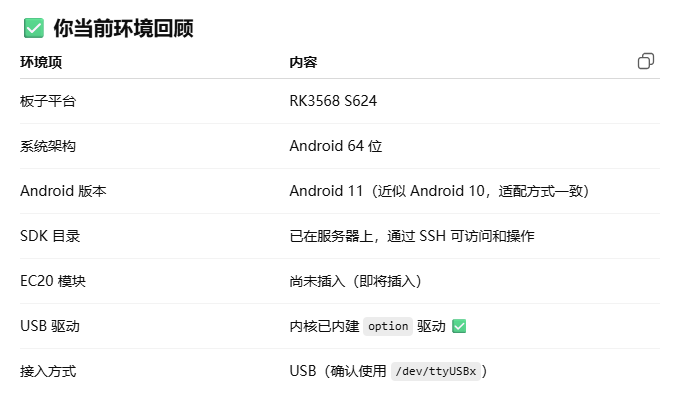 ✅ 你当前环境回顾
环境项 内容
板子平台 RK3568 S624
系统架构 Android 64 位
Android 版本 Android 11（近似 Android 10，适配方式一致）
SDK 目录 已在服务器上，通过 SSH 可访问和操作
EC20 模块 尚未插入（即将插入）
USB 驱动 内核已内建 option 驱动 ✅
接入方式 USB（确认使用 /dev/ttyUSBx）